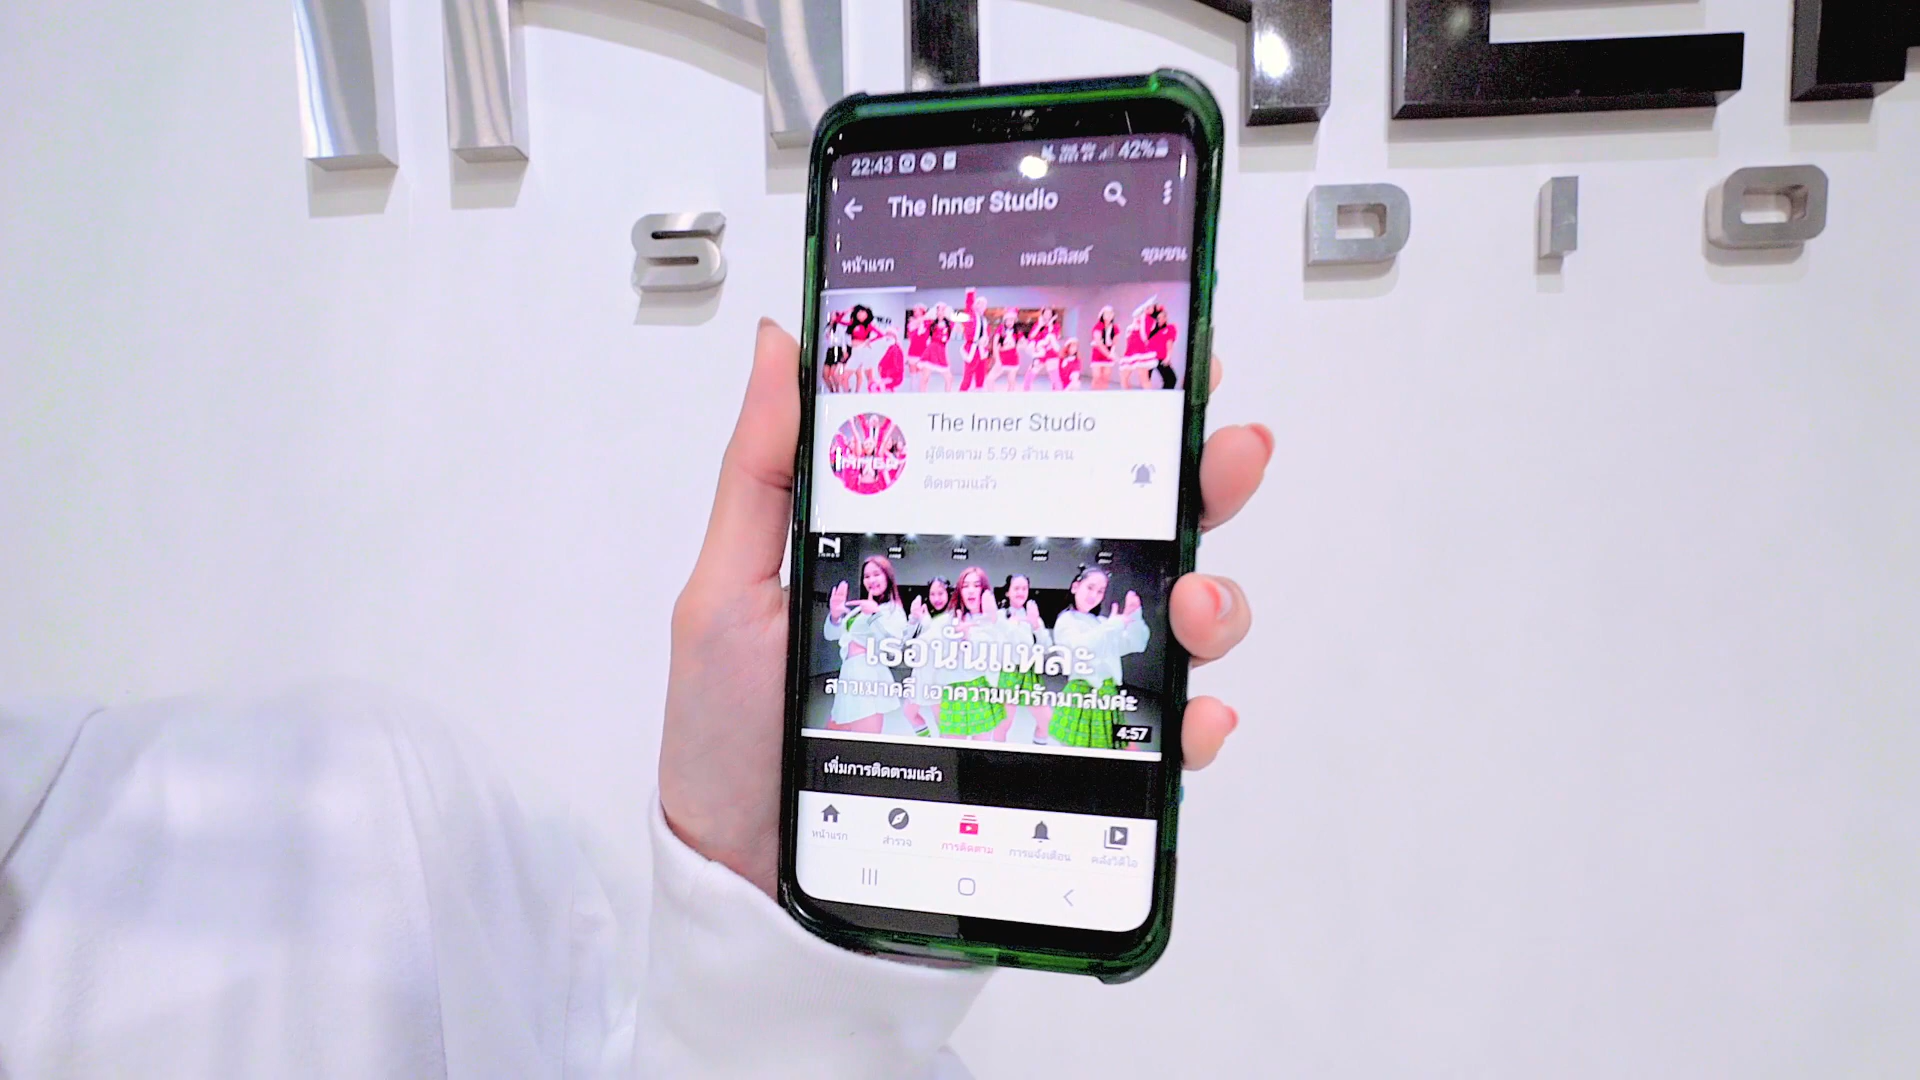 S DIO
22:43 42%
The Inner Studio
หน้าแรก วิดีโอ เพลย์ลิสต์ ชุมชน
The Inner Studio
ผู้ติดตาม 5.59 ล้าน คน
ติดตามแล้ว
INNER
เธอนั่นแหละ
สาวเมาคลี เอาความน่ารักมาส่งค่ะ
4:57
เพิ่มการติดตามแล้ว
หน้าแรก สำรวจ การติดตาม การแจ้งเตือน คลังวิดีโอ